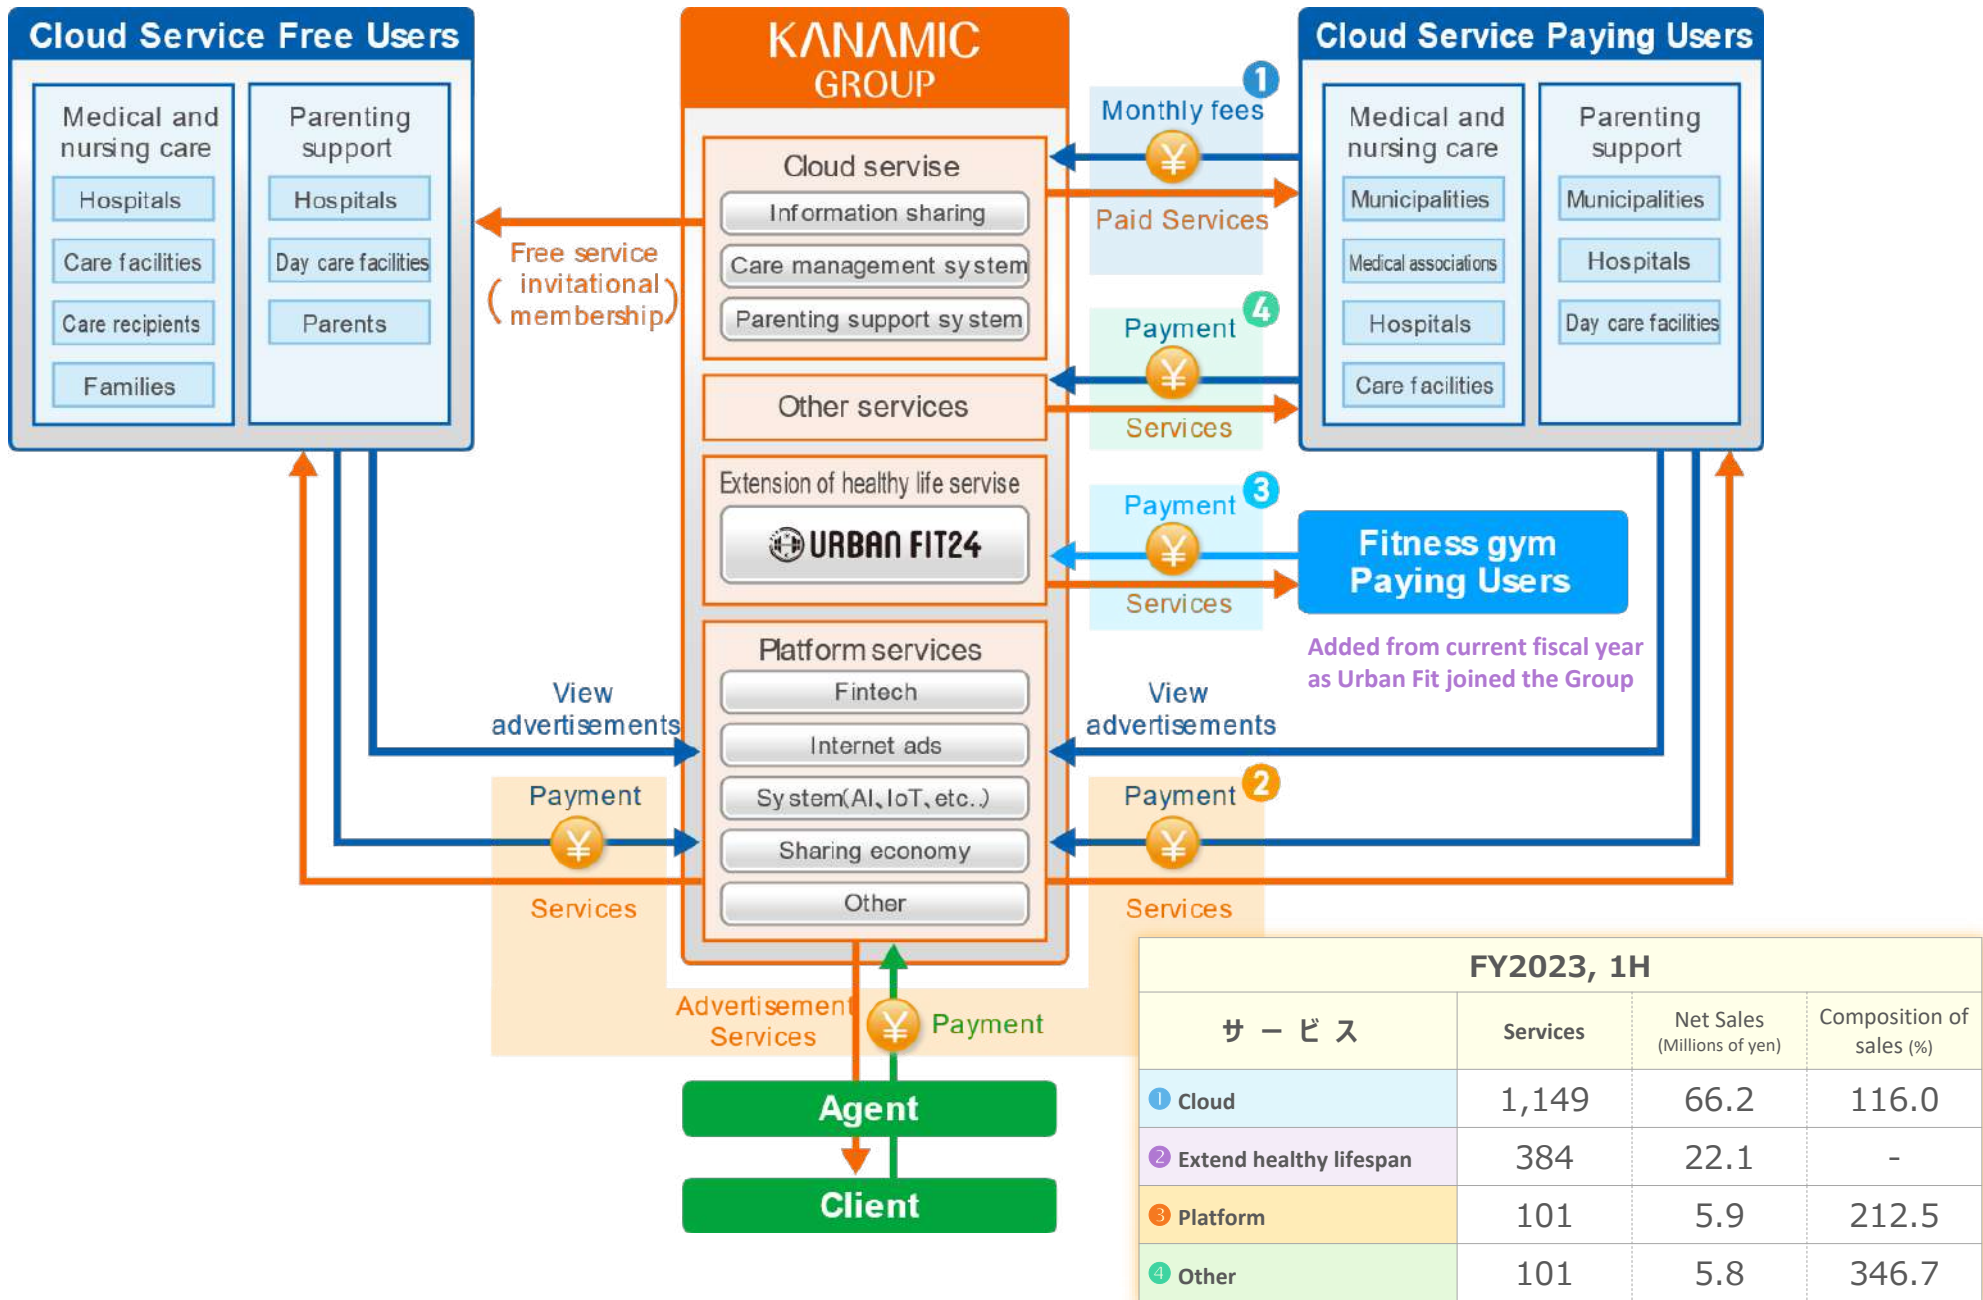 Cloud Service Free Users
Medical and
nursing care
Hospitals
Care facilities
Care recipients
Families
Parenting
support
Hospitals
Day care facilities
Parents
Free service
(invitational
membership)
KANAMIC
GROUP
Cloud servise
Information sharing
Care management system
Parenting support system
Other services
Extension of healthy life servise
URBAN FIT24
Platform services
Fintech
Internet ads
System(AI、IoT、etc..)
Sharing economy
Other
1
Monthly fees
¥
Paid Services
4
Payment
¥
Services
3
Payment
¥
Services
Cloud Service Paying Users
Medical and
nursing care
Municipalities
Medical associations
Hospitals
Care facilities
Parenting
support
Municipalities
Hospitals
Day care facilities
Fitness gym
Paying Users
Added from current fiscal year
as Urban Fit joined the Group
View
advertisements
Payment
¥
Services
View
advertisements
2
Payment
¥
Services
Advertisement
Services
¥
Payment
Agent
Client
FY2023, 1H
サービス Services Net Sales (Millions of yen) Composition of sales (%)
1 Cloud 1,149 66.2 116.0
2 Extend healthy lifespan 384 22.1 -
3 Platform 101 5.9 212.5
4 Other 101 5.8 346.7